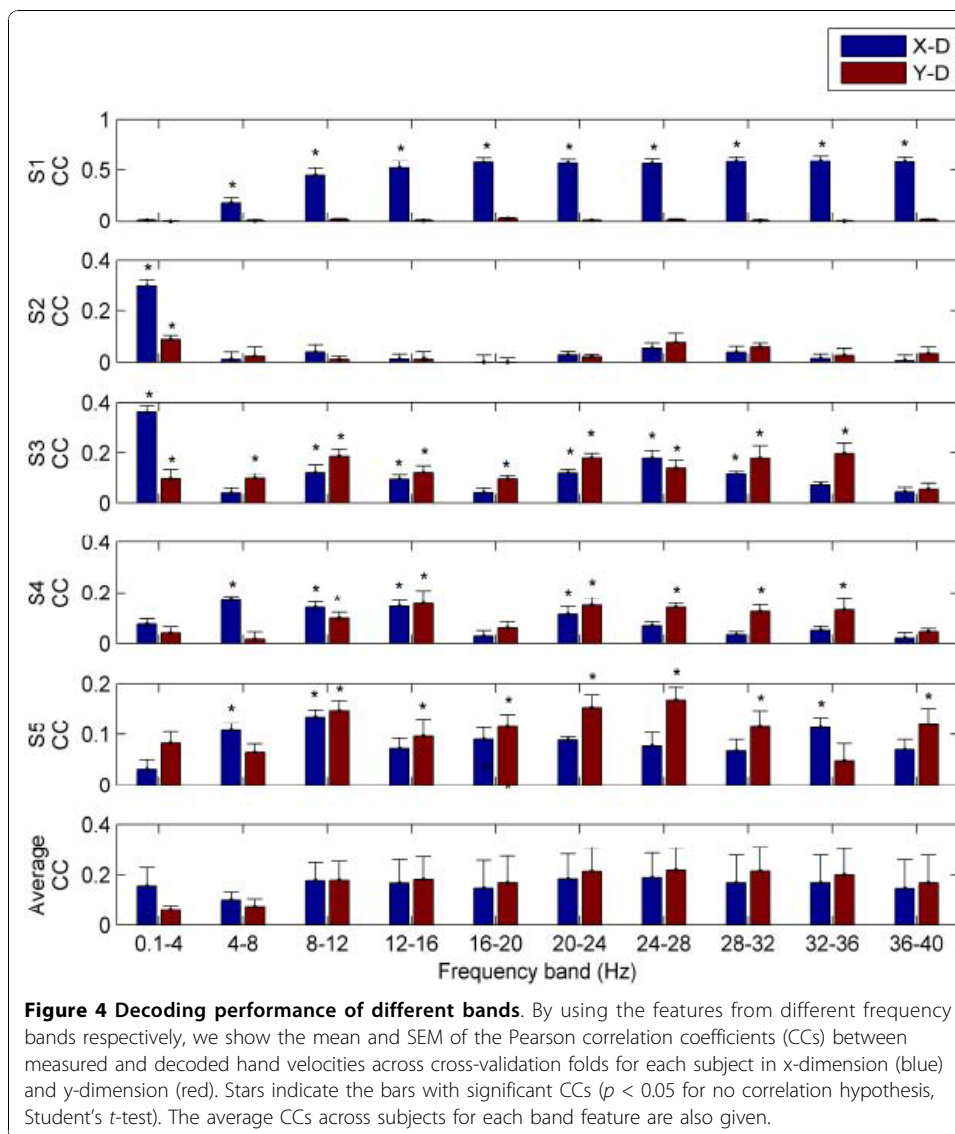 X-D
Y-D
1
0.5
0
S1
CC
* * * * * * * * *
0.4
0.2
0
S2
CC
* *
0.4
0.2
0
S3
CC
* * * * * * * * * * * * * * *
0.4
0.2
0
S4
CC
* * * * * * * * * *
0.2
0.1
0
S5
CC
* * * * * * * * * * *
*
0.4
0.2
0
Average
CC
0.1-4 4-8 8-12 12-16 16-20 20-24 24-28 28-32 32-36 36-40
Frequency band (Hz)
Figure 4 Decoding performance of different bands. By using the features from different frequency
bands respectively, we show the mean and SEM of the Pearson correlation coefficients (CCs) between
measured and decoded hand velocities across cross-validation folds for each subject in x-dimension (blue)
and y-dimension (red). Stars indicate the bars with significant CCs (p < 0.05 for no correlation hypothesis,
Student's t-test). The average CCs across subjects for each band feature are also given.